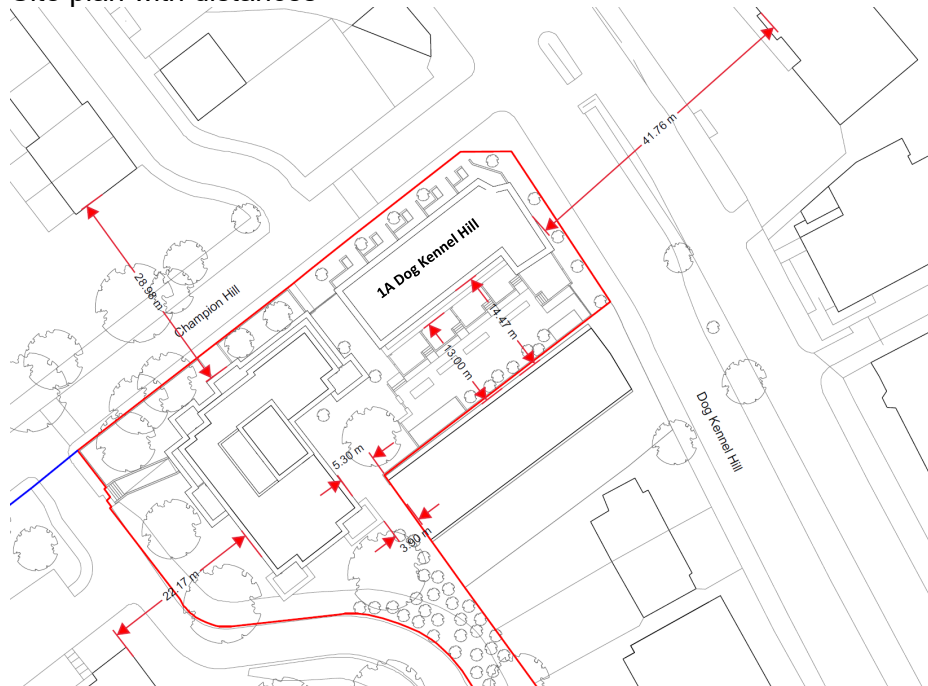 Site plan with distances
41.76 m
1A Dog Kennel Hill
28.98 m
Champion Hill
14.47 m
13.00 m
Dog Kennel Hill
5.30 m
3.90 m
22.17 m